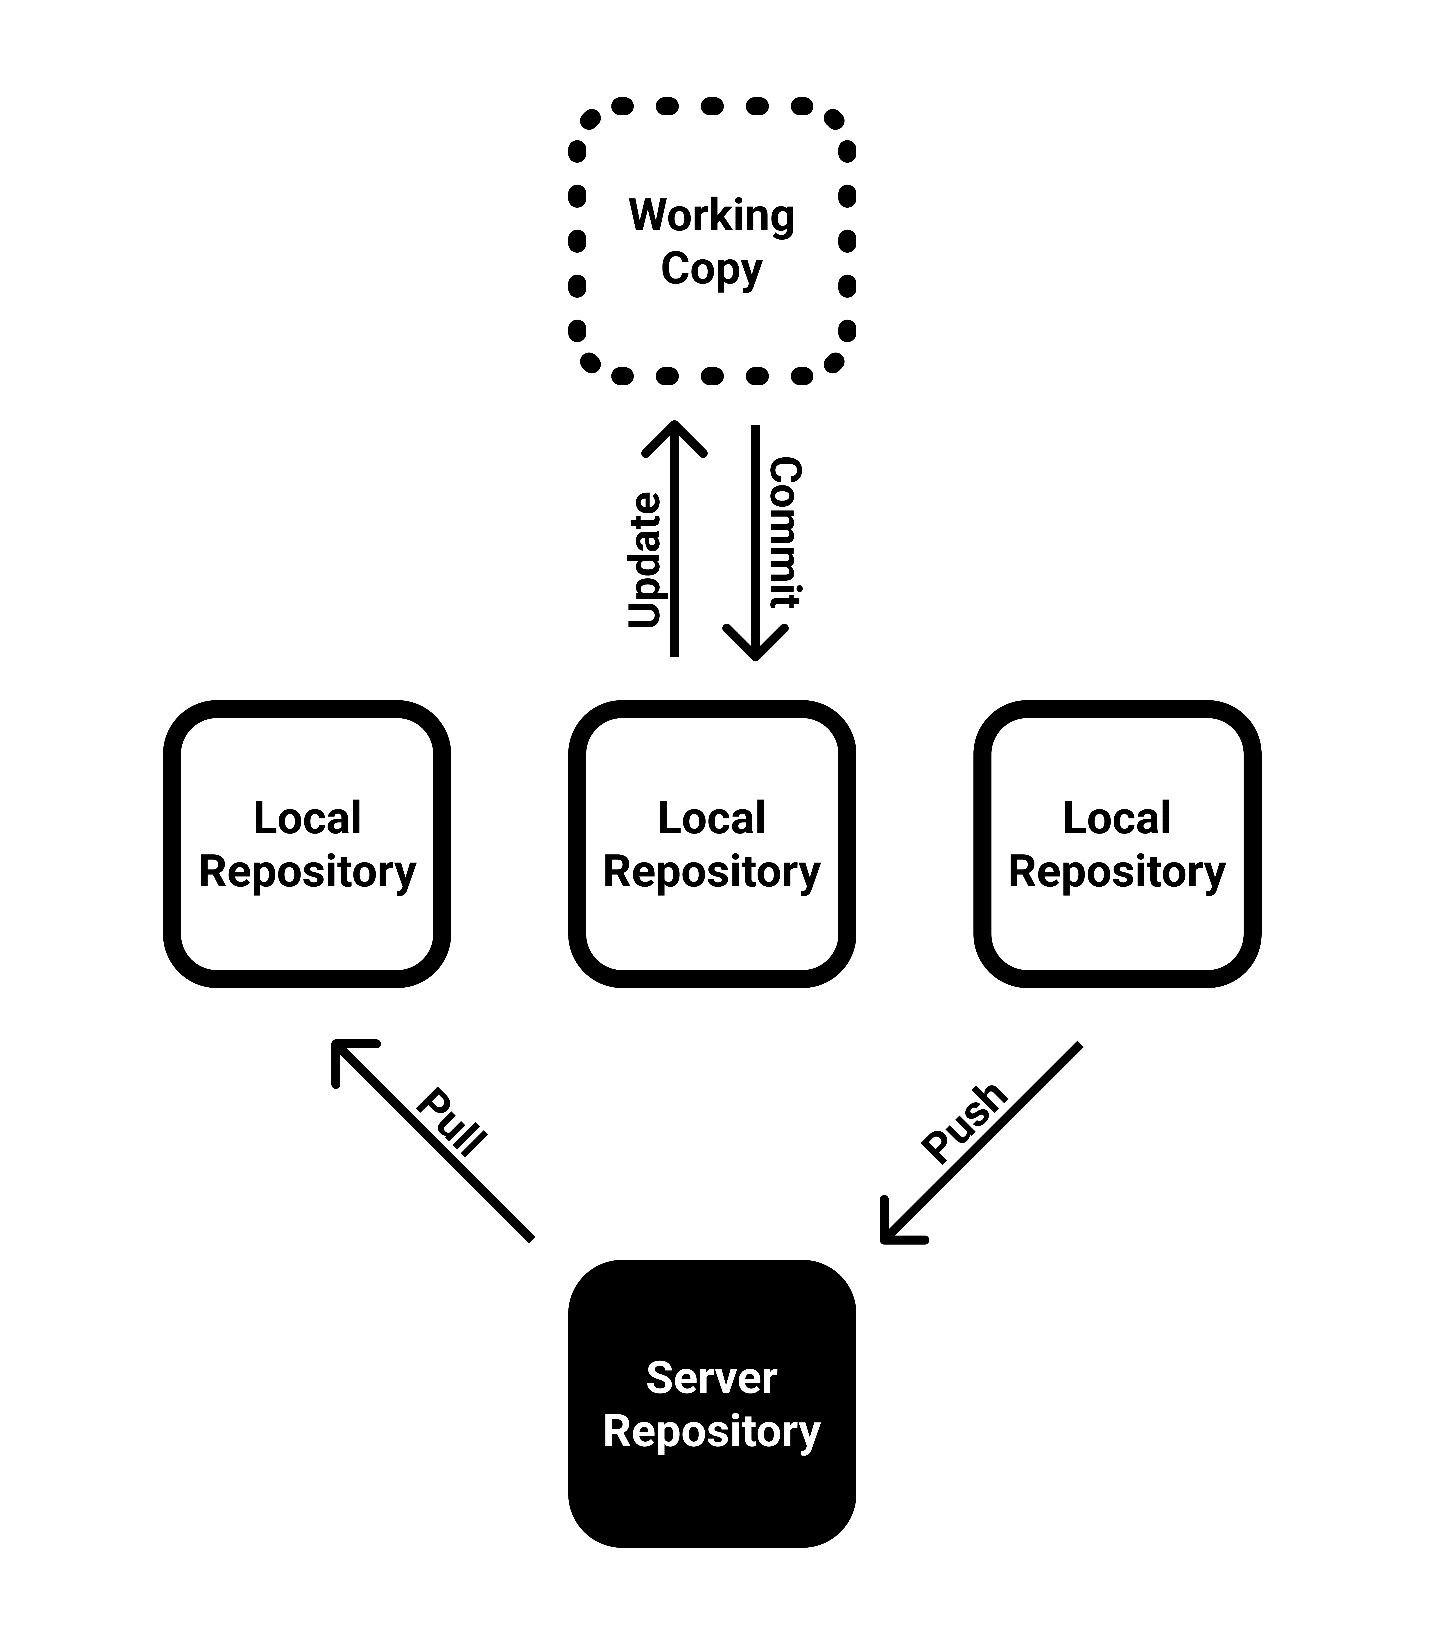 Working
Copy
Update
Commit
Local
Repository
Local
Repository
Local
Repository
Pull
Push
Server
Repository